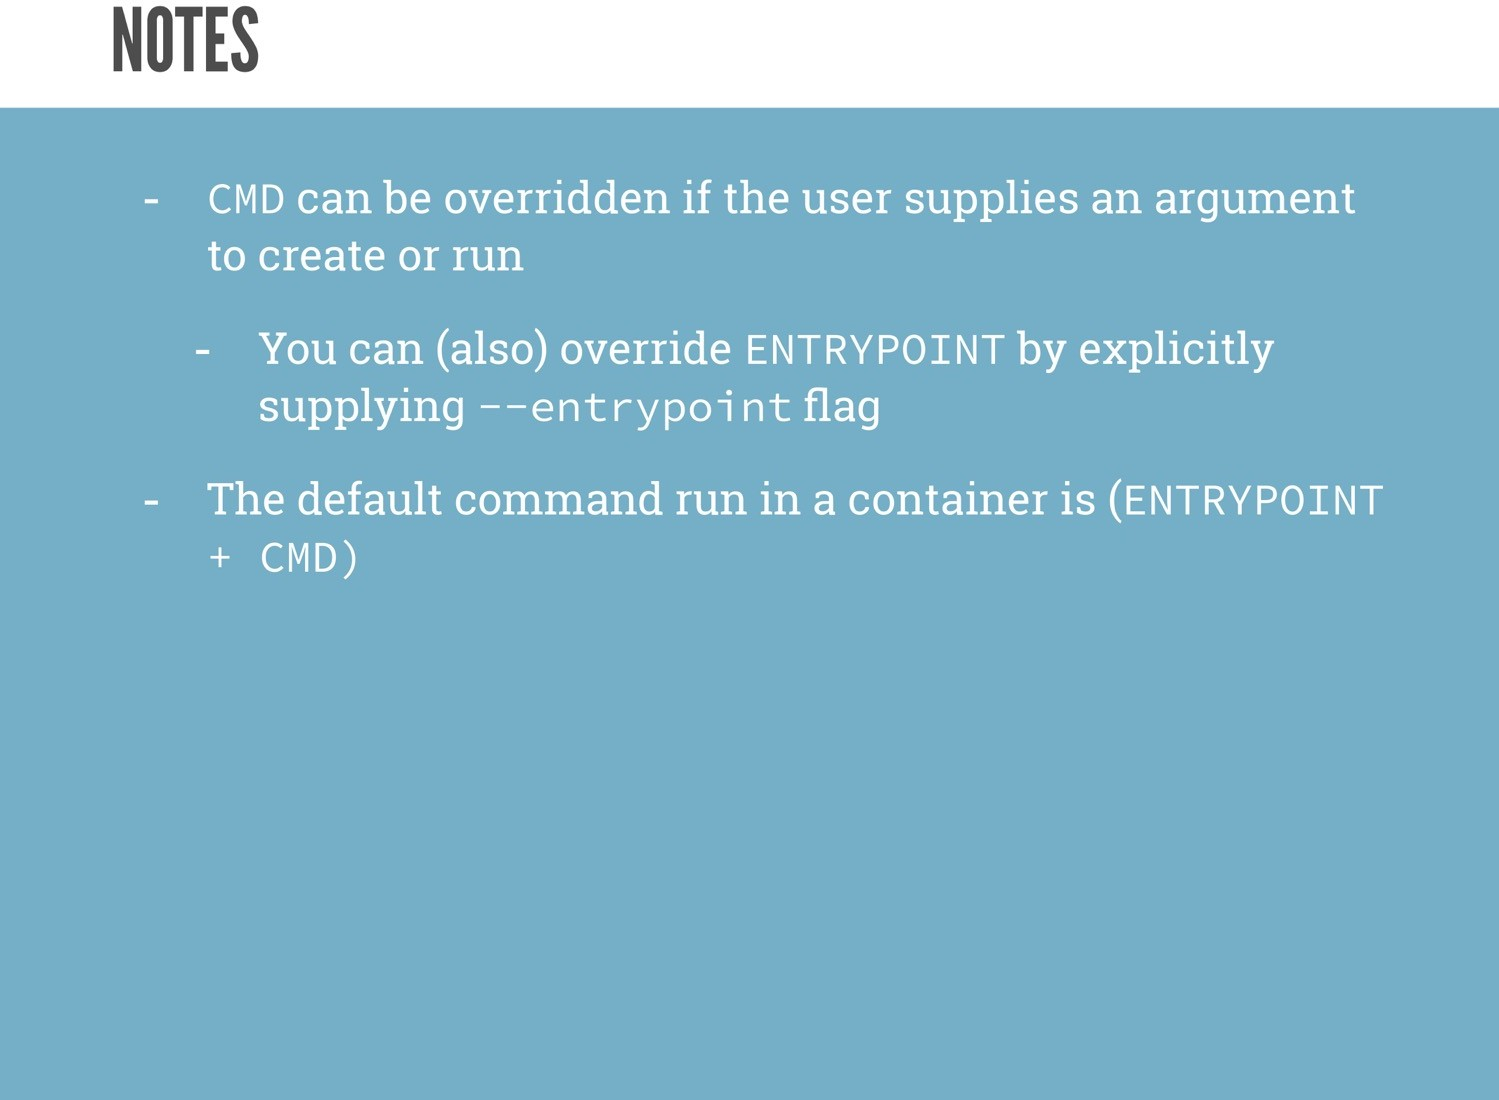 NOTES
- CMD can be overridden if the user supplies an argument
to create or run
- You can (also) override ENTRYPOINT by explicitly
supplying --entrypoint flag
- The default command run in a container is (ENTRYPOINT
+ CMD)